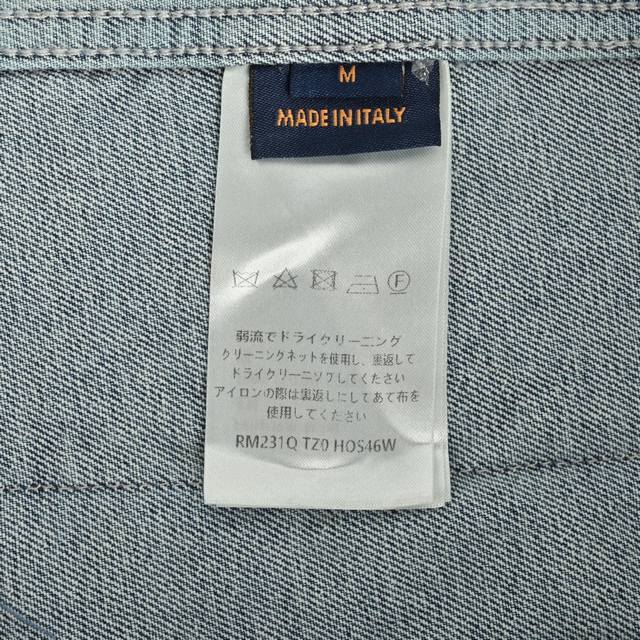 M
MADE IN ITALY
F
弱流でドライクリーニング
クリーニングネットを使用し、裏返して
ドライクリーニングしてください
アイロンの際は裏返しにしてあて布を
使用してください
RM231Q TZ0 HOS46W